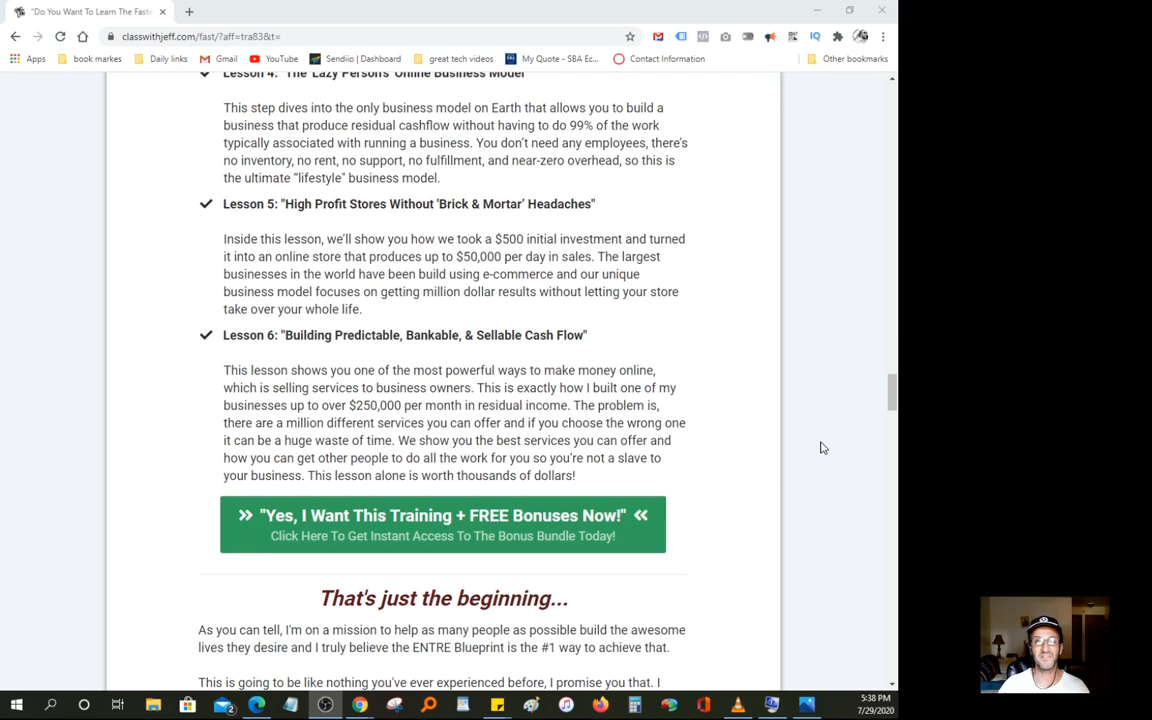 "Do You Want To Learn The Faste
classwithjeff.com/fast/?aff=tra83&t=
Apps
book markes
Daily links
Gmail
YouTube
Sendiio | Dashboard
great tech videos
My Quote - SBA Ec...
Contact Information
Other bookmarks
Lesson 4: "The 'Lazy Person's' Online Business Model"
This step dives into the only business model on Earth that allows you to build a
business that produce residual cashflow without having to do 99% of the work
typically associated with running a business. You don't need any employees, there's
no inventory, no rent, no support, no fulfillment, and near-zero overhead, so this is
the ultimate "lifestyle" business model.
Lesson 5: "High Profit Stores Without 'Brick & Mortar' Headaches"
Inside this lesson, we'll show you how we took a $500 initial investment and turned
it into an online store that produces up to $50,000 per day in sales. The largest
businesses in the world have been build using e-commerce and our unique
business model focuses on getting million dollar results without letting your store
take over your whole life.
Lesson 6: "Building Predictable, Bankable, & Sellable Cash Flow"
This lesson shows you one of the most powerful ways to make money online,
which is selling services to business owners. This is exactly how I built one of my
businesses up to over $250,000 per month in residual income. The problem is,
there are a million different services you can offer and if you choose the wrong one
it can be a huge waste of time. We show you the best services you can offer and
how you can get other people to do all the work for you so you're not a slave to
your business. This lesson alone is worth thousands of dollars!
» "Yes, I Want This Training + FREE Bonuses Now!" «
Click Here To Get Instant Access To The Bonus Bundle Today!
That's just the beginning...
As you can tell, I'm on a mission to help as many people as possible build the awesome
lives they desire and I truly believe the ENTRE Blueprint is the #1 way to achieve that.
This is going to be like nothing you've ever experienced before, I promise you that. I
5:38 PM
7/29/2020